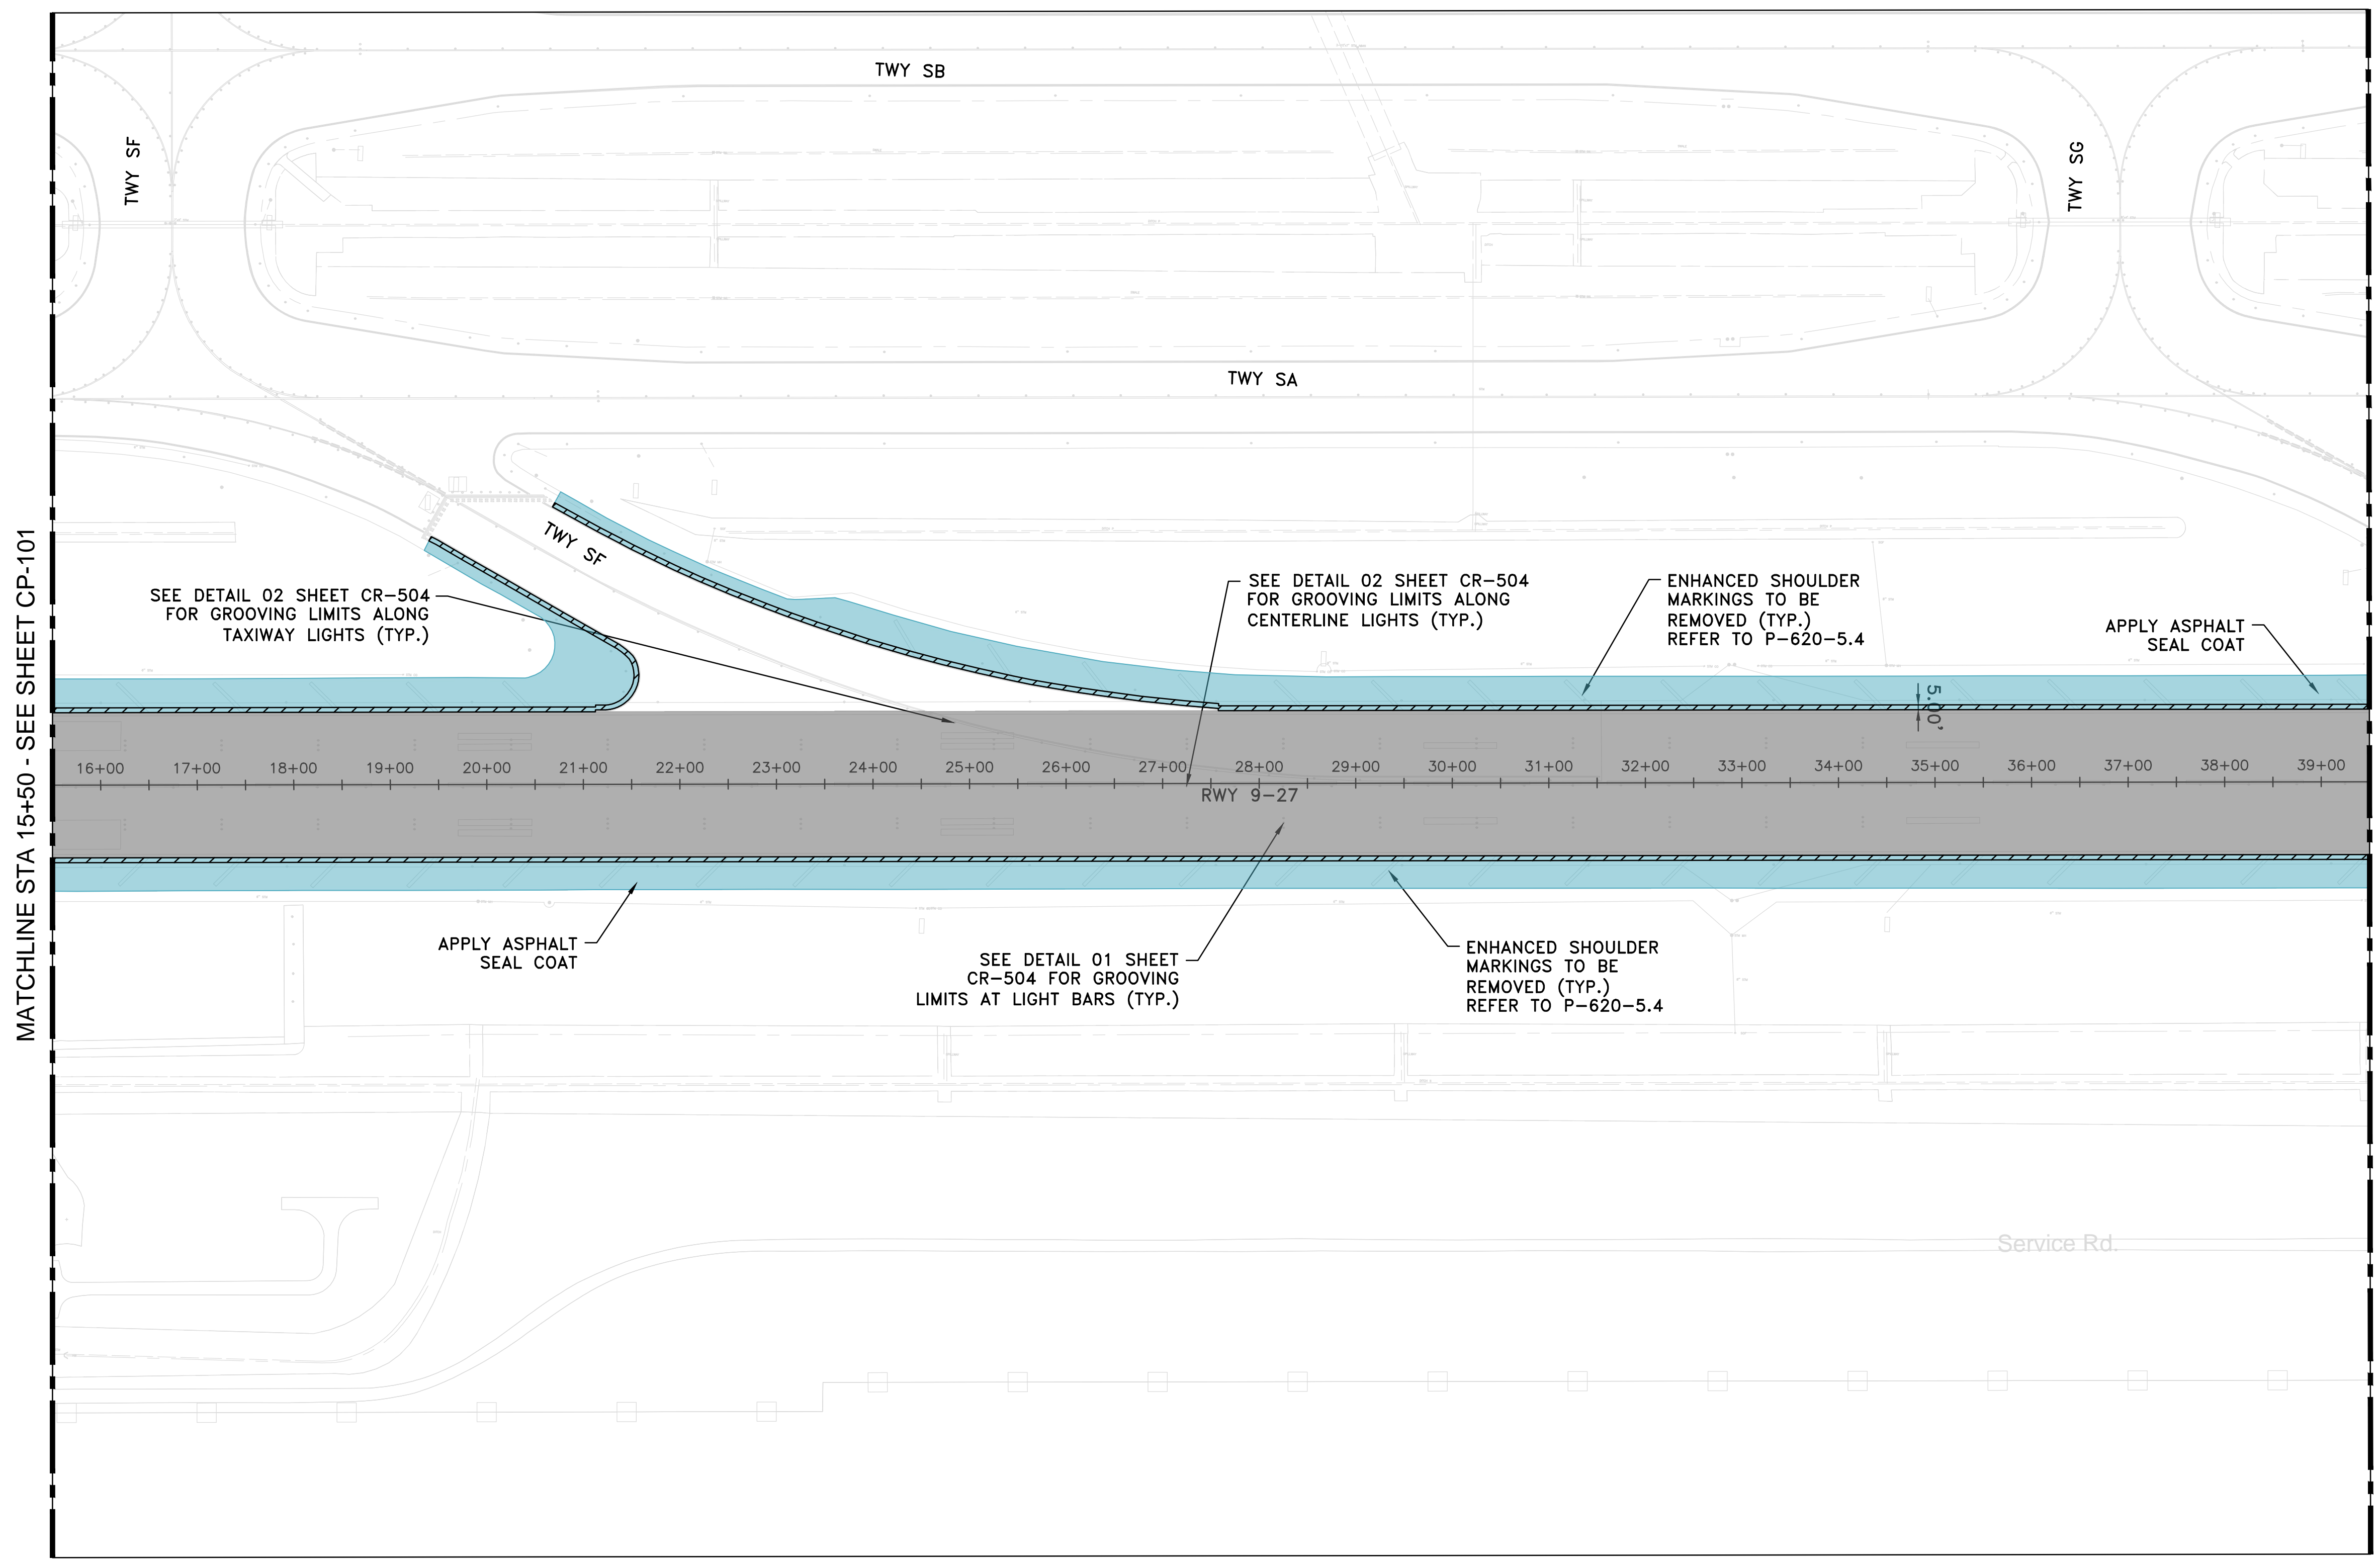 TWY SB
TWY SF
TWY SG
TWY SA
TWY SF
MATCHLINE STA 15+50 - SEE SHEET CP-101
SEE DETAIL 02 SHEET CR-504
FOR GROOVING LIMITS ALONG
TAXIWAY LIGHTS (TYP.)
SEE DETAIL 02 SHEET CR-504
FOR GROOVING LIMITS ALONG
CENTERLINE LIGHTS (TYP.)
ENHANCED SHOULDER
MARKINGS TO BE
REMOVED (TYP.)
REFER TO P-620-5.4
APPLY ASPHALT
SEAL COAT
5.00'
16+00 17+00 18+00 19+00 20+00 21+00 22+00 23+00 24+00 25+00 26+00 27+00 28+00 29+00 30+00 31+00 32+00 33+00 34+00 35+00 36+00 37+00 38+00 39+00
RWY 9-27
APPLY ASPHALT
SEAL COAT
SEE DETAIL 01 SHEET
CR-504 FOR GROOVING
LIMITS AT LIGHT BARS (TYP.)
ENHANCED SHOULDER
MARKINGS TO BE
REMOVED (TYP.)
REFER TO P-620-5.4
Service Rd.